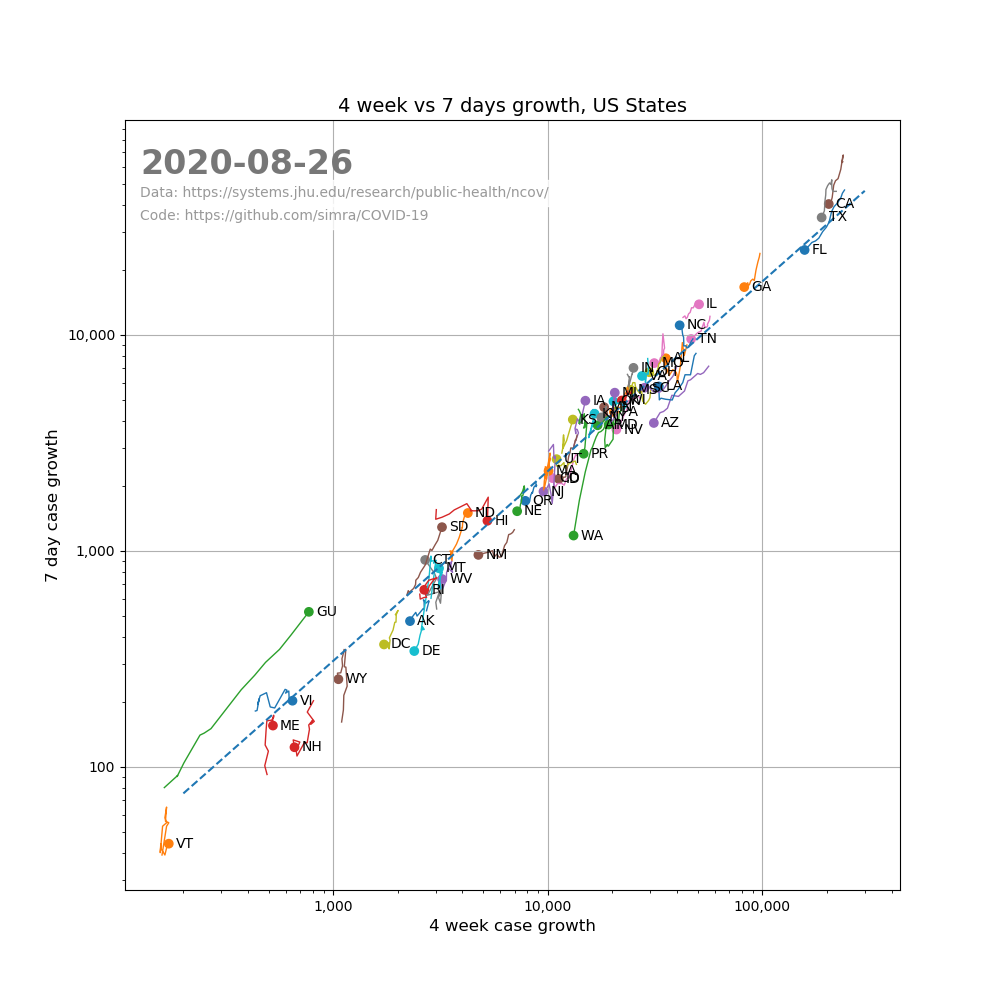 4 week vs 7 days growth, US States
2020-08-26
Data: https://systems.jhu.edu/research/public-health/ncov/
Code: https://github.com/simra/COVID-19
CA
TX
FL
GA
IL
NC
TN
10,000
AL
MO
IN
OH
VA
MS
SC
LA
IA
KS
AZ
NV
PR
UT
MA
NJ
OR
NE
WA
ND
HI
SD
1,000
NM
CT
MT
WV
RI
GU
AK
DC
DE
WY
VI
ME
NH
100
VT
1,000
10,000
100,000
4 week case growth
7 day case growth